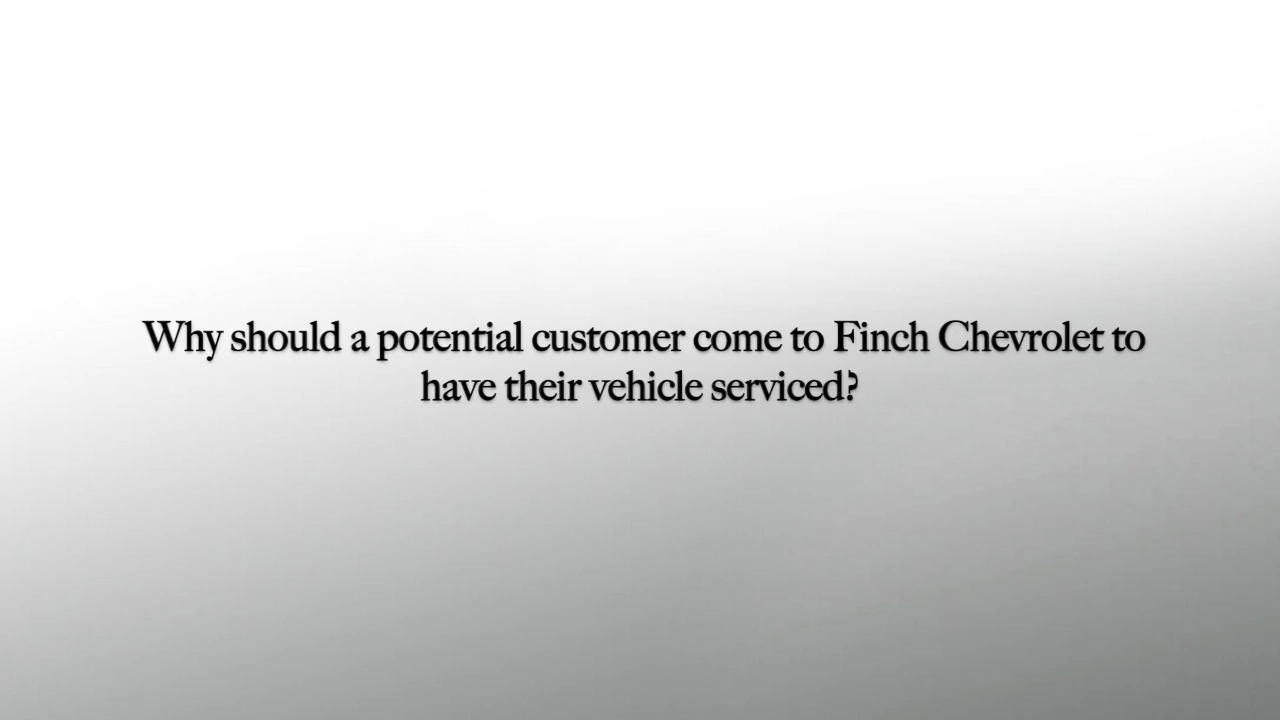 Why should a potential customer come to Finch Chevrolet to
have their vehicle serviced?